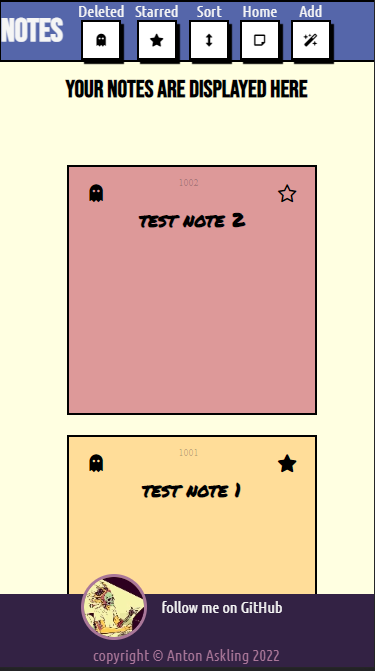 NOTES
Deleted Starred Sort Home Add
YOUR NOTES ARE DISPLAYED HERE
1002
TEST NOTE 2
1001
TEST NOTE 1
follow me on GitHub
copyright © Anton Askling 2022